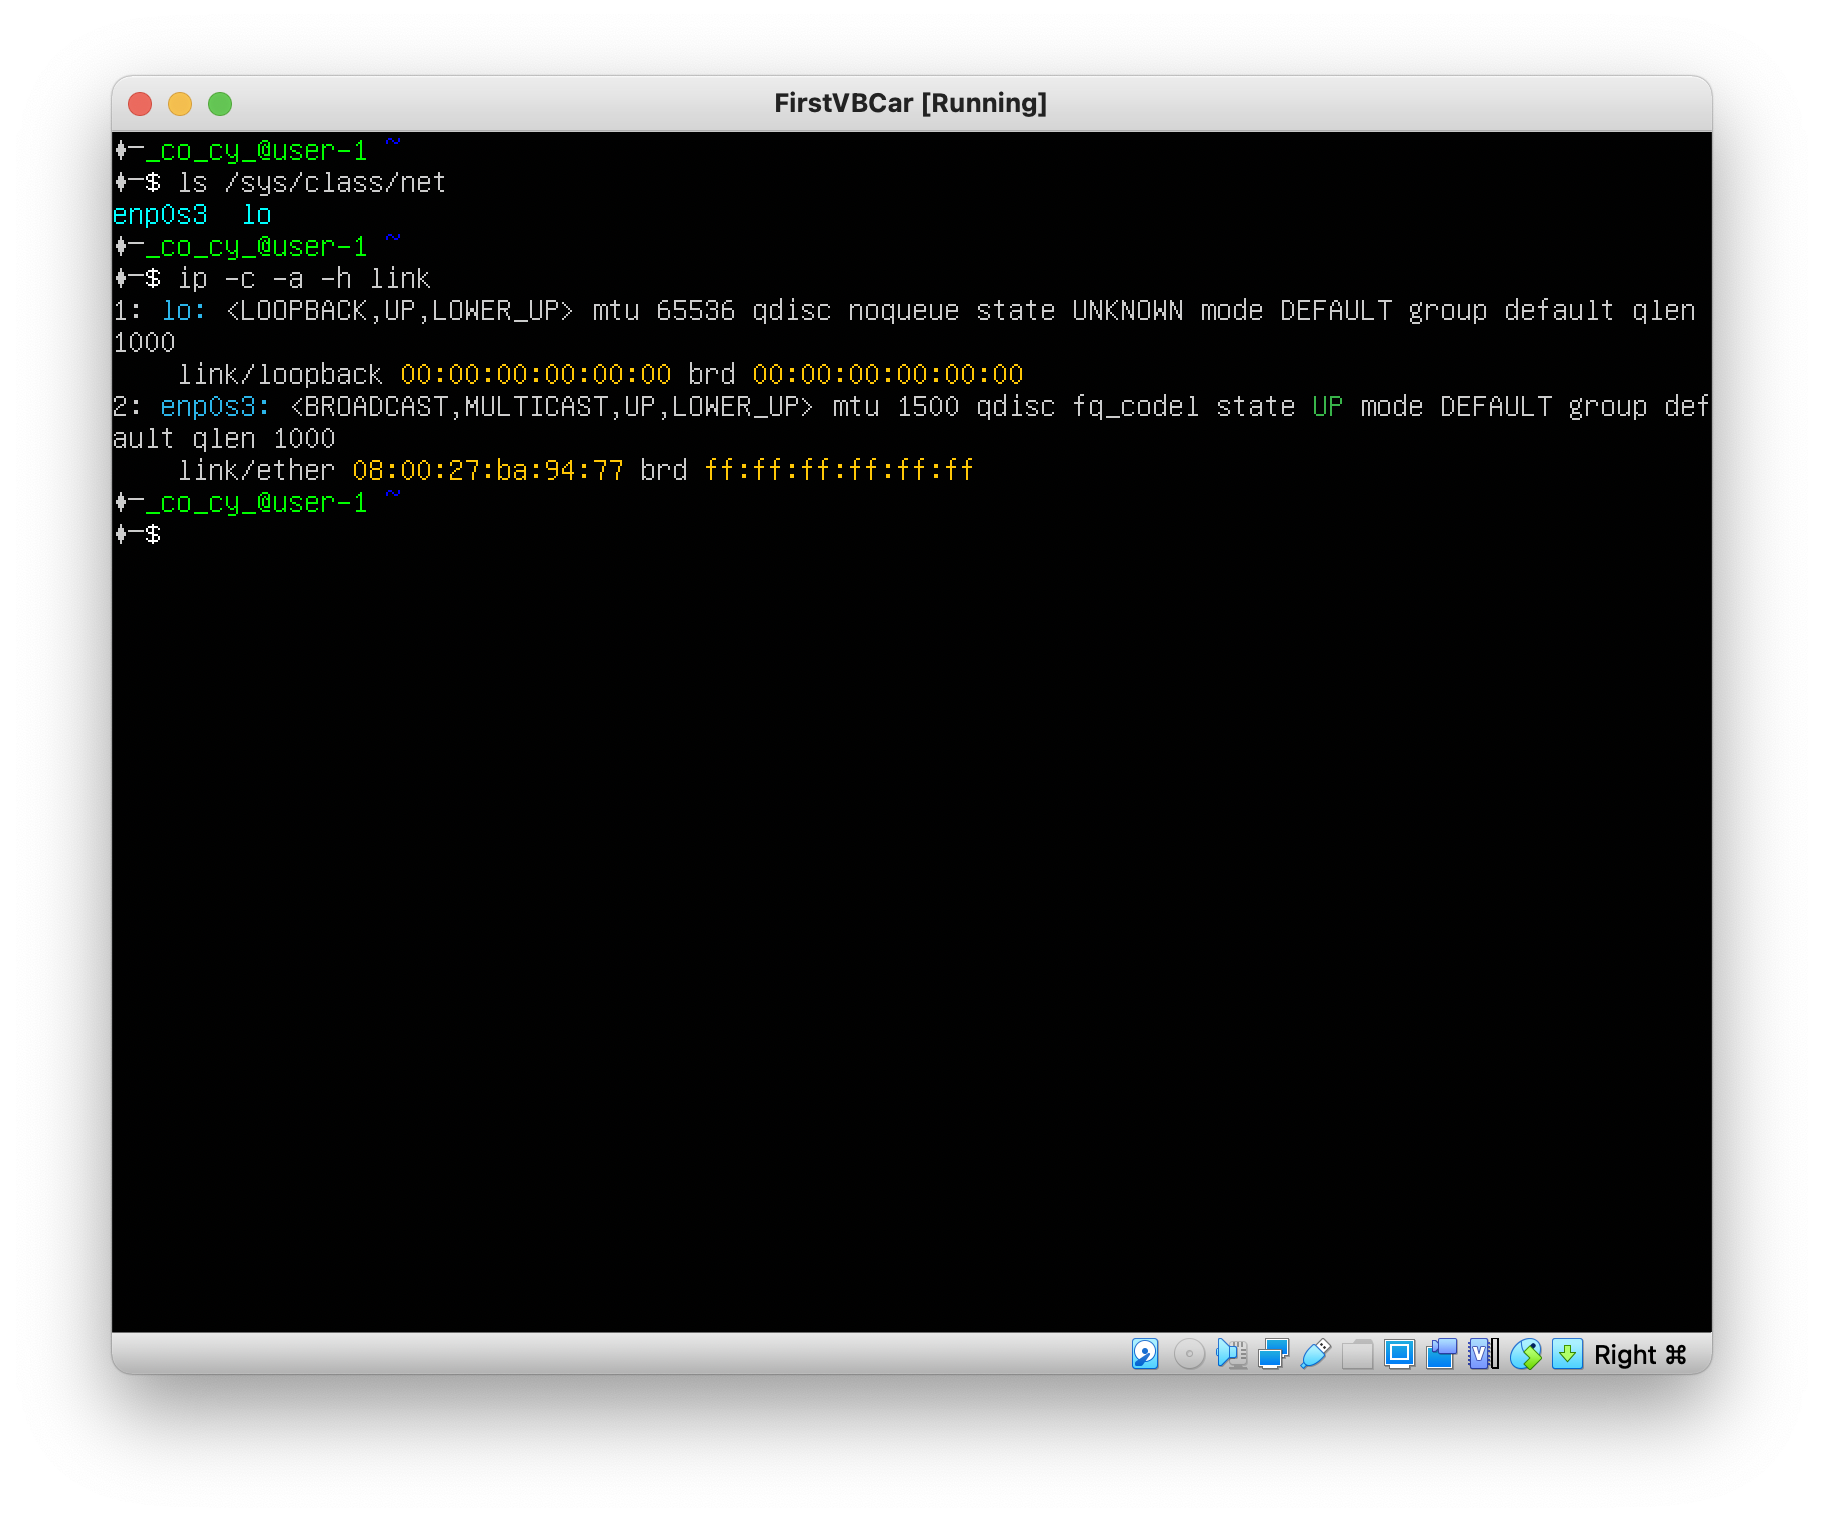 FirstVBCar [Running]
♦─_co_cy_@user-1 ~
♦─$ ls /sys/class/net
enp0s3  lo
♦─_co_cy_@user-1 ~
♦─$ ip -c -a -h link
1: lo: <LOOPBACK,UP,LOWER_UP> mtu 65536 qdisc noqueue state UNKNOWN mode DEFAULT group default qlen
1000
    link/loopback 00:00:00:00:00:00 brd 00:00:00:00:00:00
2: enp0s3: <BROADCAST,MULTICAST,UP,LOWER_UP> mtu 1500 qdisc fq_codel state UP mode DEFAULT group def
ault qlen 1000
    link/ether 08:00:27:ba:94:77 brd ff:ff:ff:ff:ff:ff
♦─_co_cy_@user-1 ~
♦─$
Right ⌘